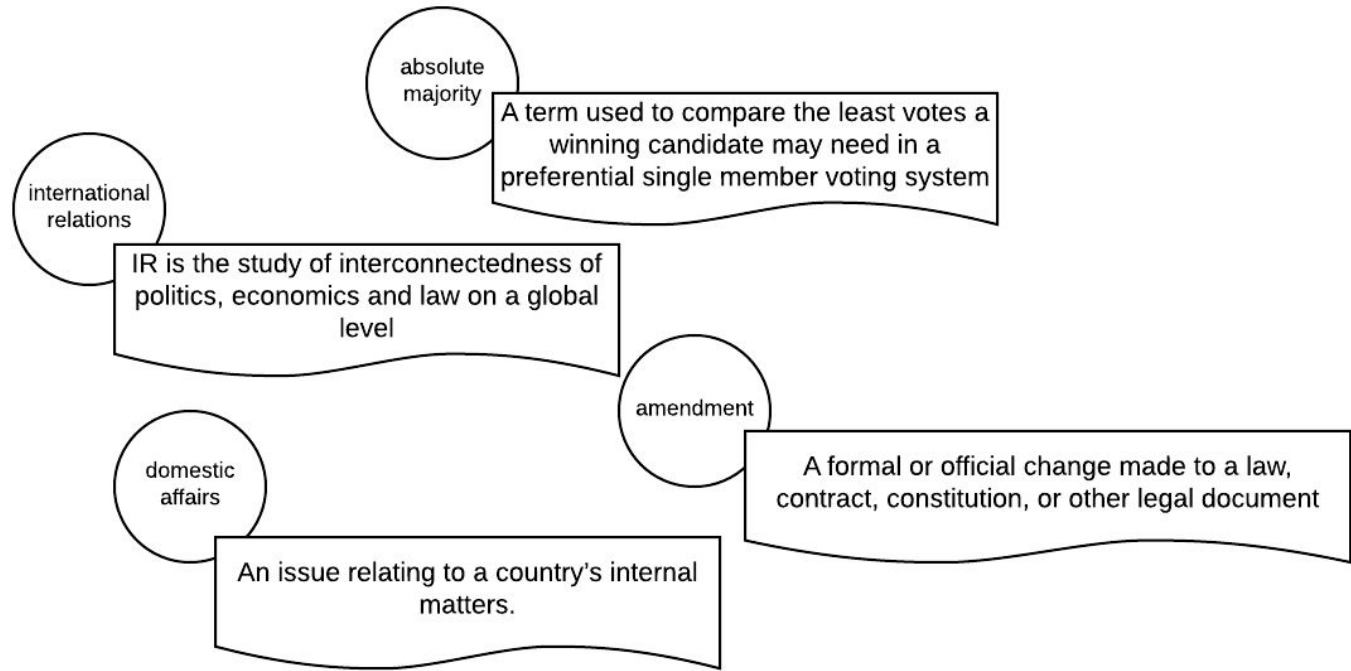 absolute
majority
A term used to compare the least votes a
winning candidate may need in a
preferential single member voting system
international
relations
IR is the study of interconnectedness of
politics, economics and law on a global
level
amendment
A formal or official change made to a law,
contract, constitution, or other legal document
domestic
affairs
An issue relating to a country’s internal
matters.